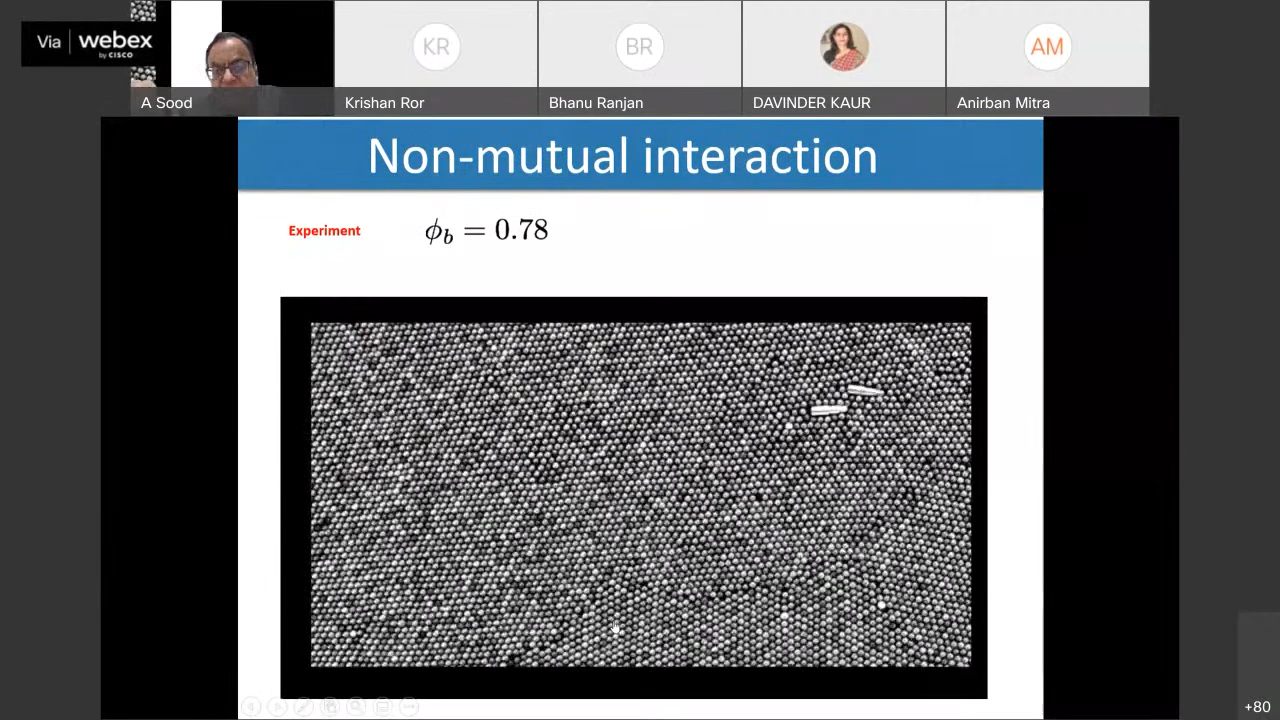 Via webex
by CISCO
KR
BR
AM
A Sood
Krishan Ror
Bhanu Ranjan
DAVINDER KAUR
Anirban Mitra
Non-mutual interaction
Experiment
ϕ_b = 0.78
+80